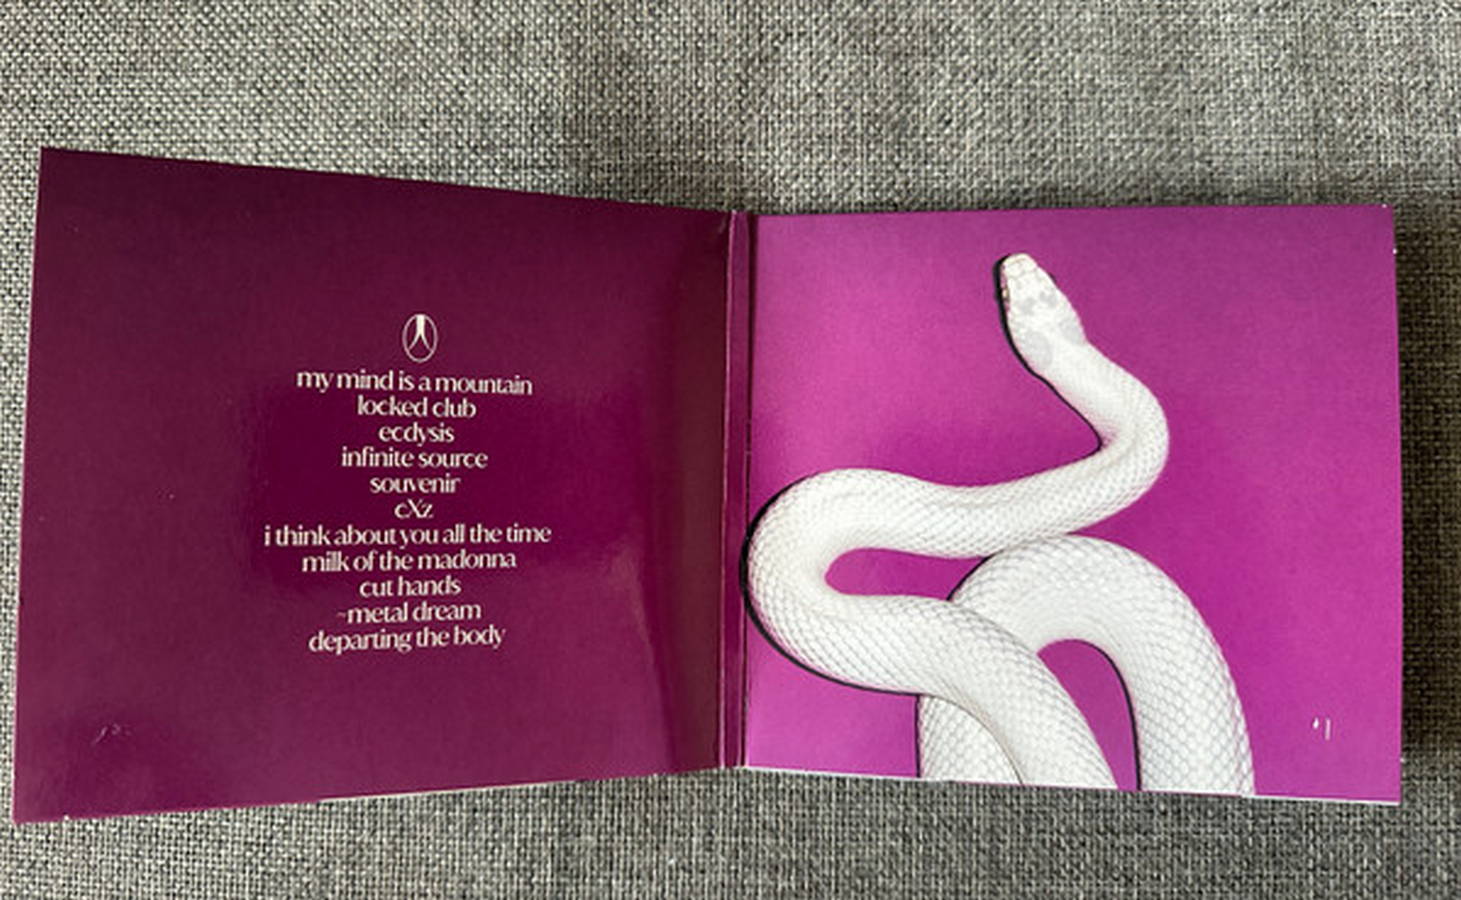 my mind is a mountain
locked club
ecdysis
infinite source
souvenir
cXz
i think about you all the time
milk of the madonna
cut hands
~metal dream
departing the body